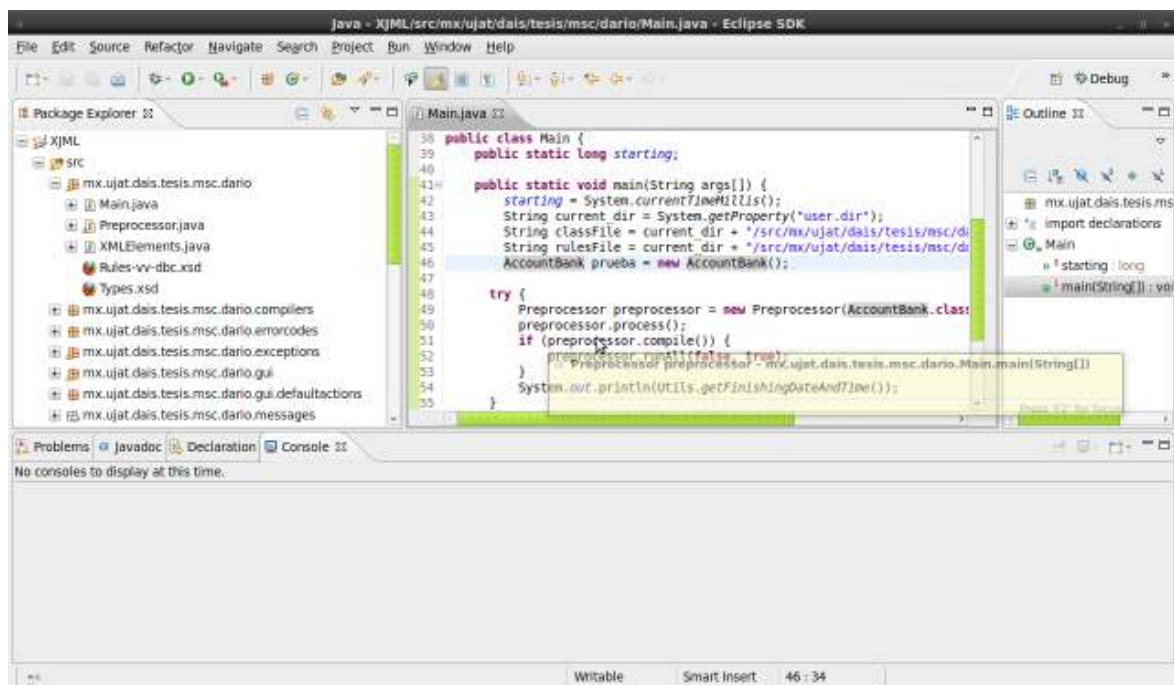 Java - XJML/src/mx/ujat/dais/tesis/msc/dario/Main.java - Eclipse SDK
File Edit Source Refactor Navigate Search Project Run Window Help
Debug »
Package Explorer
XJML
src
mx.ujat.dais.tesis.msc.dario
Main.java
Preprocessor.java
XMLElements.java
Rules-vv-dbc.xsd
Types.xsd
mx.ujat.dais.tesis.msc.dario.compilers
mx.ujat.dais.tesis.msc.dario.errorcodes
mx.ujat.dais.tesis.msc.dario.exceptions
mx.ujat.dais.tesis.msc.dario.gui
mx.ujat.dais.tesis.msc.dario.gui.defaultactions
mx.ujat.dais.tesis.msc.dario.messages
Main.java
38 public class Main {
39 public static long starting;
40
41 public static void main(String args[]) {
42 starting = System.currentTimeMillis();
43 String current_dir = System.getProperty("user.dir");
44 String classFile = current_dir + "/src/mx/ujat/dais/tesis/msc/da
45 String rulesFile = current_dir + "/src/mx/ujat/dais/tesis/msc/da
46 AccountBank prueba = new AccountBank();
47
48 try {
49 Preprocessor preprocessor = new Preprocessor(AccountBank.clas
50 preprocessor.process();
51 if (preprocessor.compile()) {
52 preprocessor.runAll(false, true);
53 }
54 System.out.println(Utils.getFinishingDateAndTime());
55 }
Preprocessor preprocessor - mx.ujat.dais.tesis.msc.dario.Main.main(String[])
Press 'F2' for focus
Outline
mx.ujat.dais.tesis.ms
import declarations
Main
starting : long
main(String[]) : voi
Problems Javadoc Declaration Console
No consoles to display at this time.
Writable Smart Insert 46 : 34